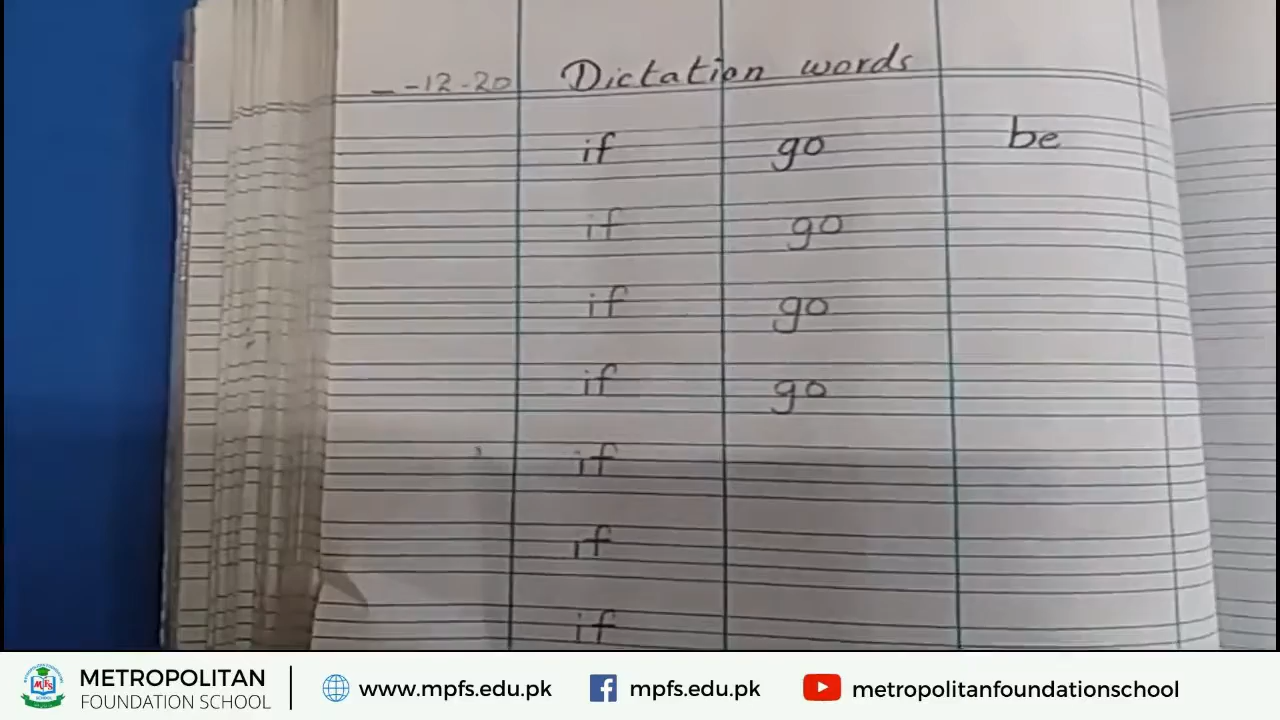 _-12-20 Dictation words
if go be
if go
if go
if go
if
if
if
METROPOLITAN
FOUNDATION SCHOOL
www.mpfs.edu.pk
mpfs.edu.pk
metropolitanfoundationschool